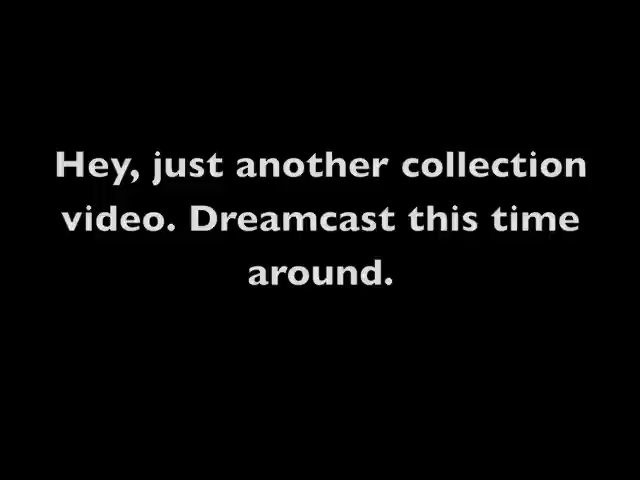 Hey, just another collection
video. Dreamcast this time
around.